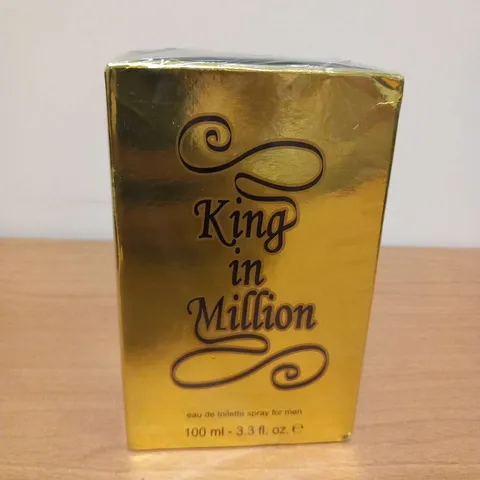 King
in
Million
eau de toilette spray for men
100 ml - 3.3 fl. oz. ℮